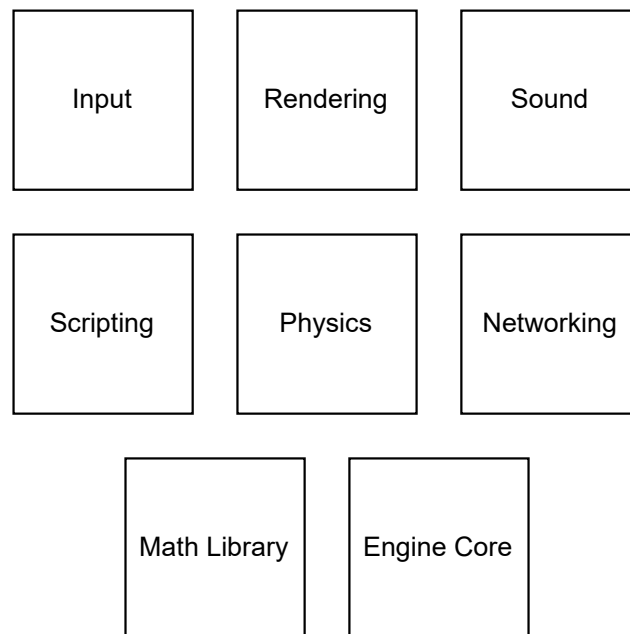 Input
Rendering
Sound
Scripting
Physics
Networking
Math Library
Engine Core